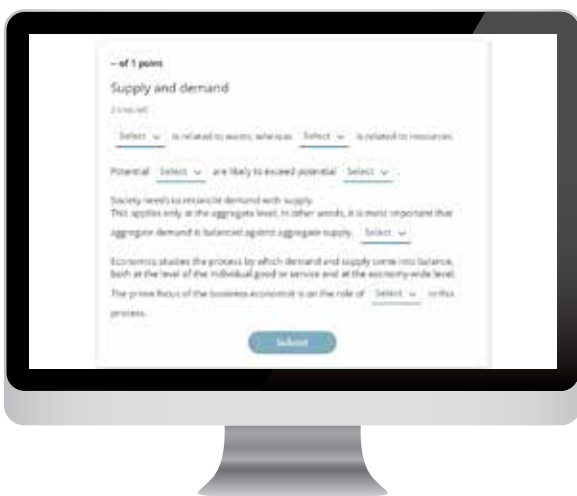 -- of 1 point
Supply and demand
Select is related to wants, whereas Select is related to resources.
Potential Select are likely to exceed potential Select .
Society needs to reconcile demand with supply.
This applies only at the aggregate level, in other words, it is most important that
aggregate demand is balanced against aggregate supply. Select
Economics studies the process by which demand and supply come into balance,
both at the level of the individual good or service and at the economy-wide level.
The prime focus of the business economist is on the role of Select in this
process.
Submit